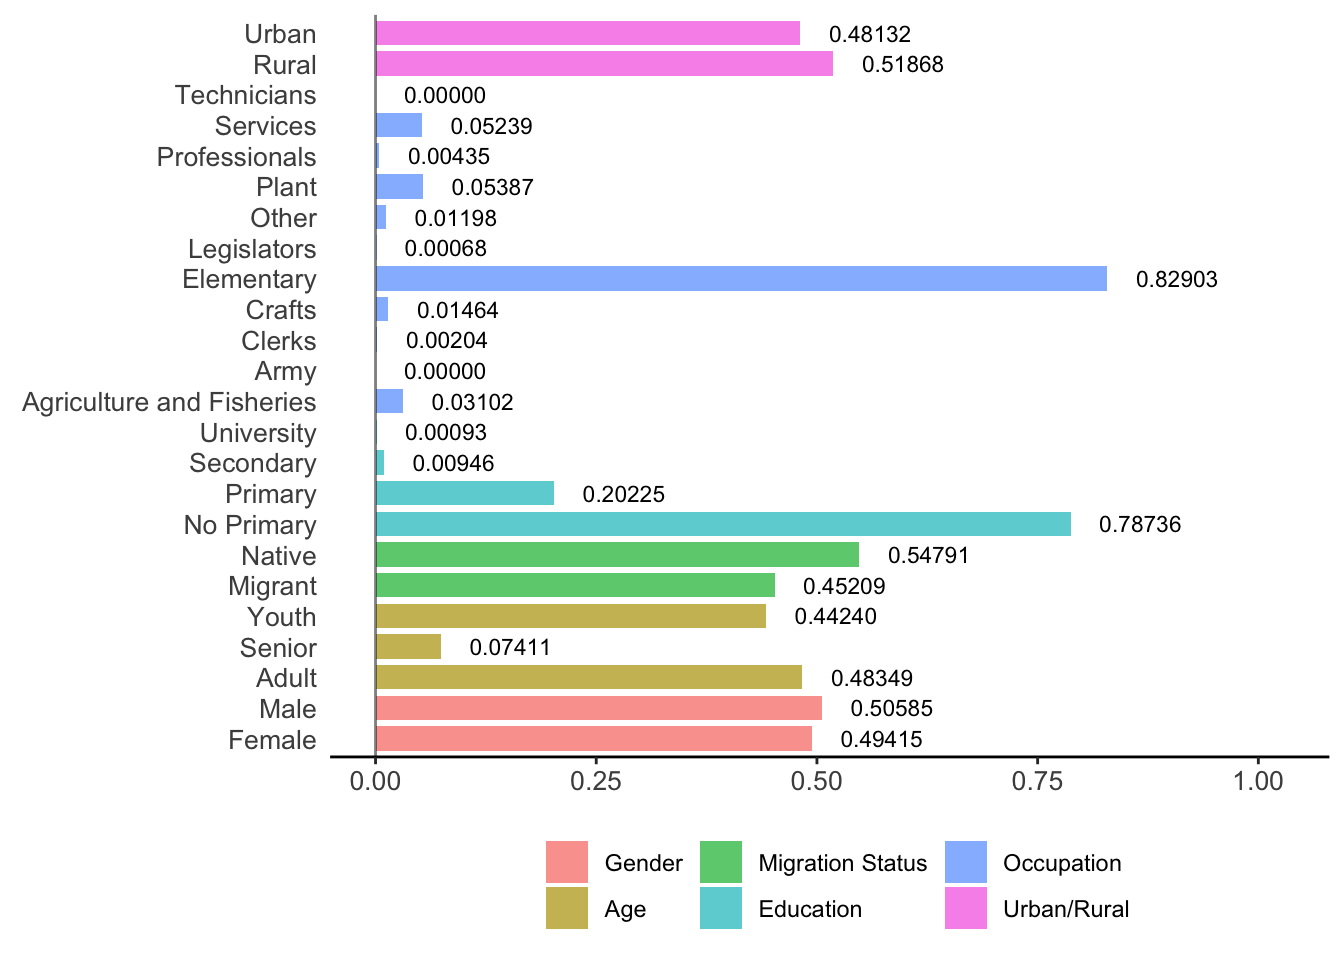 Urban 0.48132
Rural 0.51868
Technicians 0.00000
Services 0.05239
Professionals 0.00435
Plant 0.05387
Other 0.01198
Legislators 0.00068
Elementary 0.82903
Crafts 0.01464
Clerks 0.00204
Army 0.00000
Agriculture and Fisheries 0.03102
University 0.00093
Secondary 0.00946
Primary 0.20225
No Primary 0.78736
Native 0.54791
Migrant 0.45209
Youth 0.44240
Senior 0.07411
Adult 0.48349
Male 0.50585
Female 0.49415
0.00 0.25 0.50 0.75 1.00
Gender Migration Status Occupation
Age Education Urban/Rural